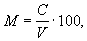 M = C/V · 100,